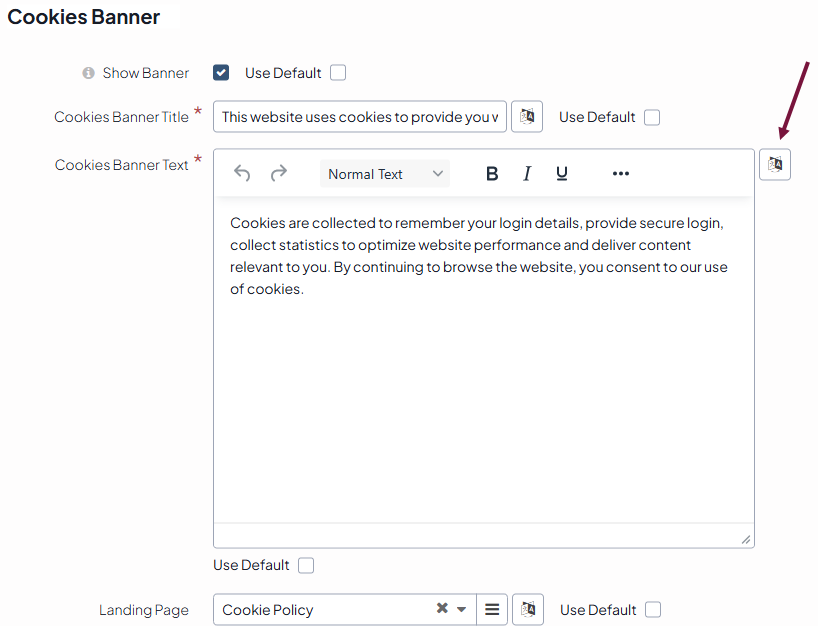 Cookies Banner
Show Banner Use Default
Cookies Banner Title * This website uses cookies to provide you v Use Default
Cookies Banner Text * Normal Text B I U
Cookies are collected to remember your login details, provide secure login,
collect statistics to optimize website performance and deliver content
relevant to you. By continuing to browse the website, you consent to our use
of cookies.
Use Default
Landing Page Cookie Policy Use Default